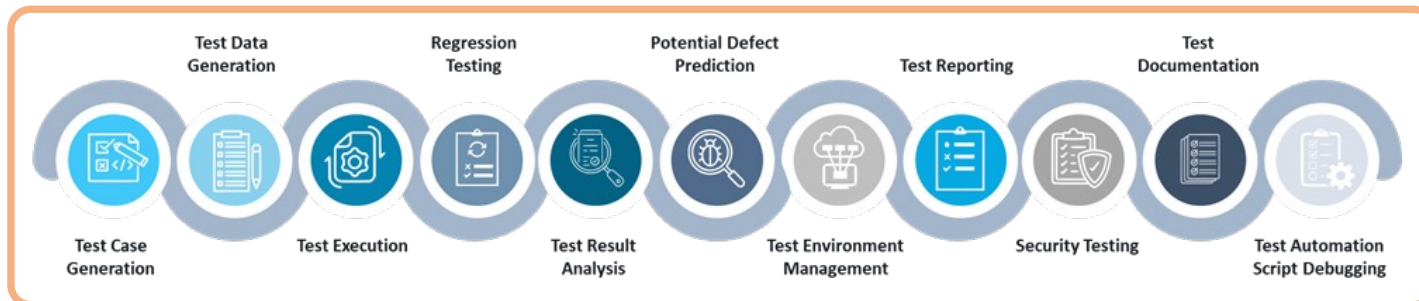 Test Case
Generation
Test Data
Generation
Test Execution
Regression
Testing
Test Result
Analysis
Potential Defect
Prediction
Test Environment
Management
Test Reporting
Security Testing
Test
Documentation
Test Automation
Script Debugging